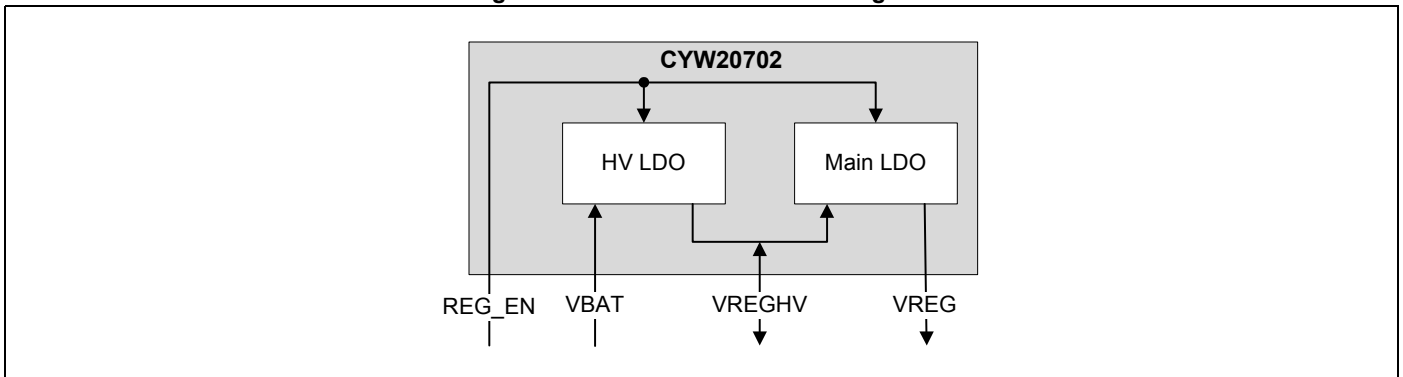 CYW20702
HV LDO
Main LDO
REG_EN
VBAT
VREGHV
VREG